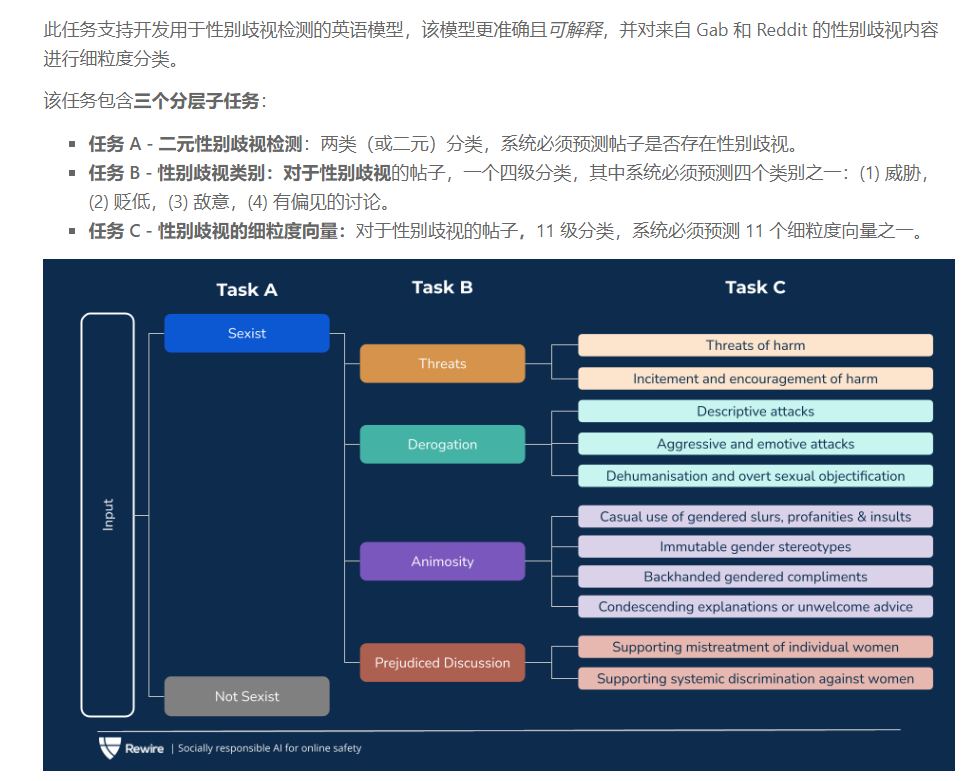 此任务支持开发用于性别歧视检测的英语模型，该模型更准确且可解释，并对来自 Gab 和 Reddit 的性别歧视内容
进行细粒度分类。
该任务包含三个分层子任务：
▪ 任务 A - 二元性别歧视检测：两类（或二元）分类，系统必须预测帖子是否存在性别歧视。
▪ 任务 B - 性别歧视类别：对于性别歧视的帖子，一个四级分类，其中系统必须预测四个类别之一：(1) 威胁，
(2) 贬低，(3) 敌意，(4) 有偏见的讨论。
▪ 任务 C - 性别歧视的细粒度向量：对于性别歧视的帖子，11 级分类，系统必须预测 11 个细粒度向量之一。
Task A
Task B
Task C
Input
Sexist
Not Sexist
Threats
Derogation
Animosity
Prejudiced Discussion
Threats of harm
Incitement and encouragement of harm
Descriptive attacks
Aggressive and emotive attacks
Dehumanisation and overt sexual objectification
Casual use of gendered slurs, profanities & insults
Immutable gender stereotypes
Backhanded gendered compliments
Condescending explanations or unwelcome advice
Supporting mistreatment of individual women
Supporting systemic discrimination against women
Rewire | Socially responsible AI for online safety